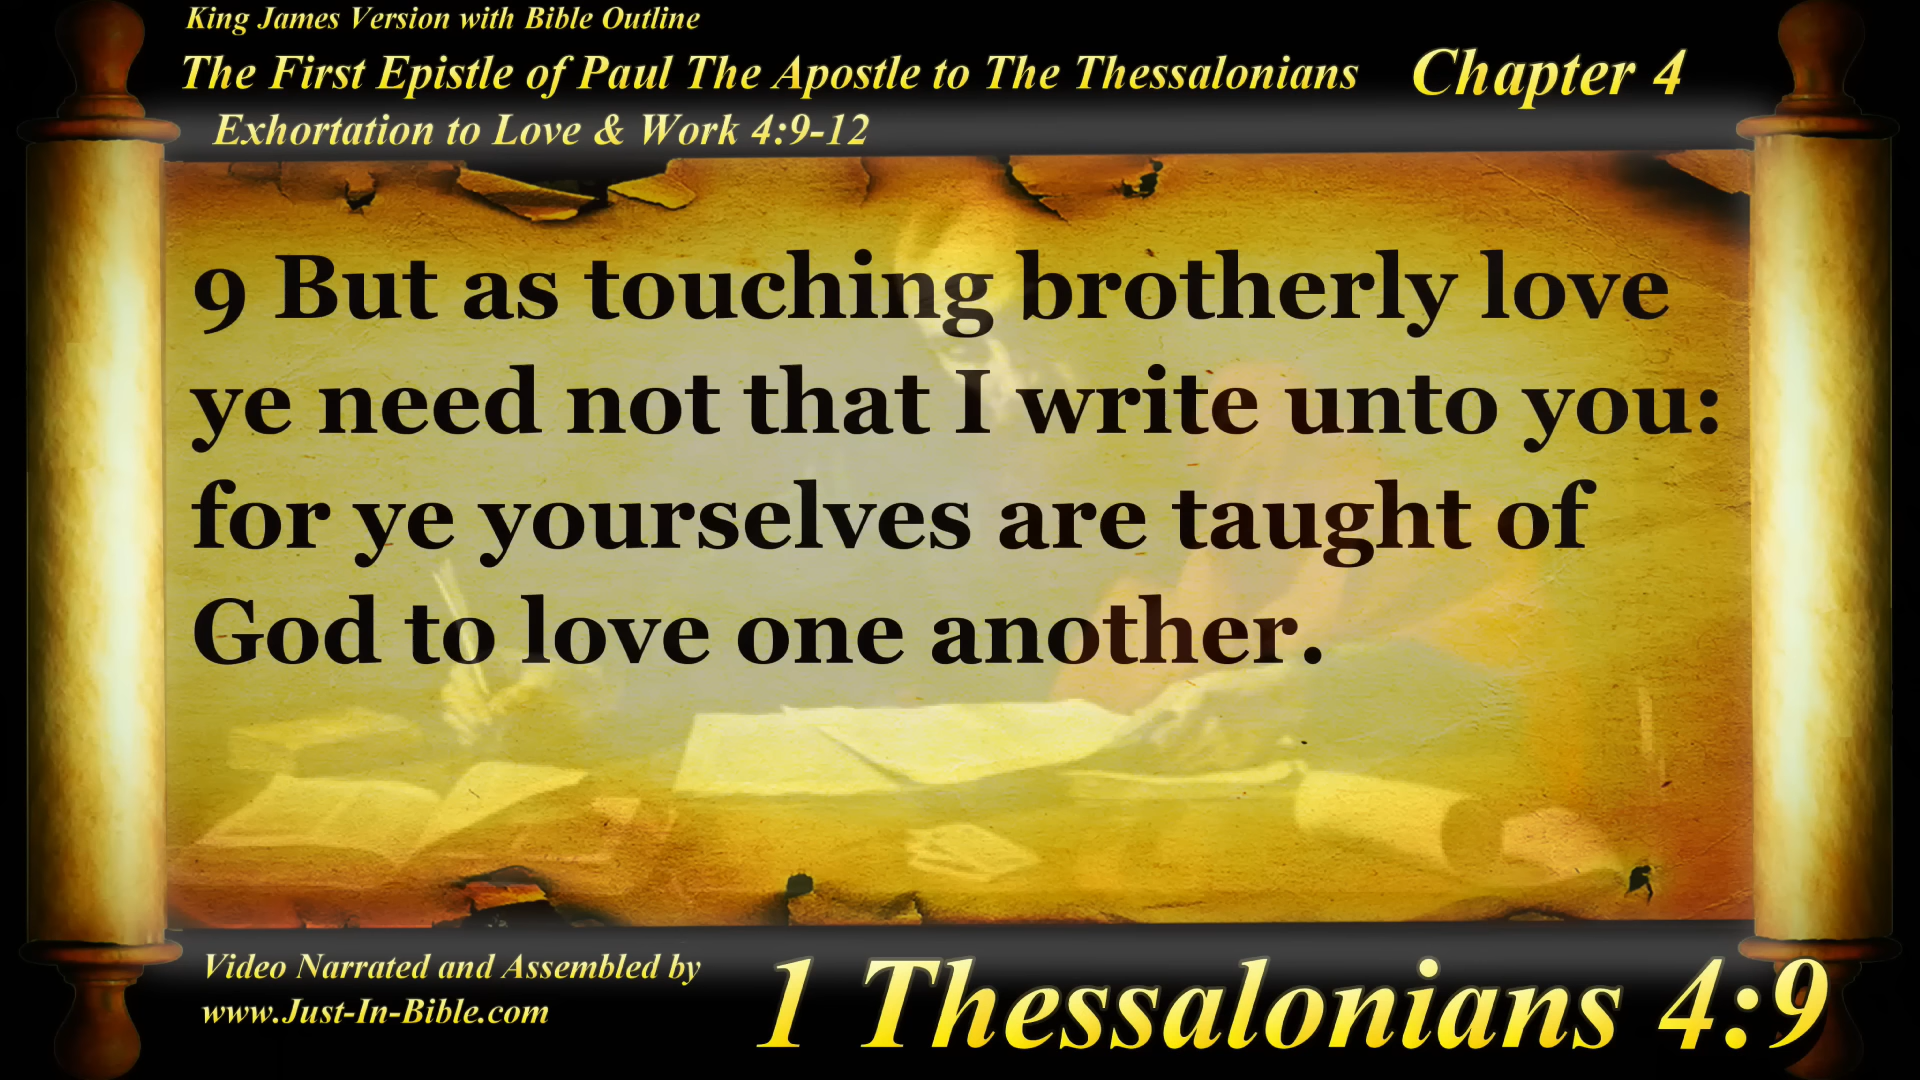 King James Version with Bible Outline
The First Epistle of Paul The Apostle to The Thessalonians Chapter 4
Exhortation to Love & Work 4:9-12
9 But as touching brotherly love
ye need not that I write unto you:
for ye yourselves are taught of
God to love one another.
Video Narrated and Assembled by
www.Just-In-Bible.com
1 Thessalonians 4:9